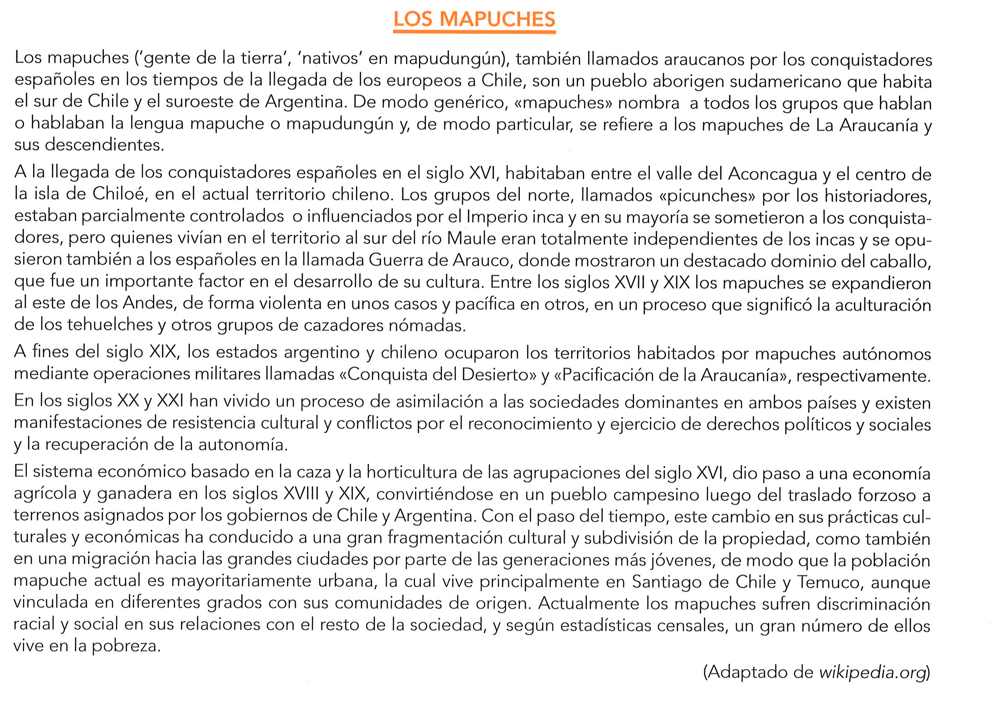 LOS MAPUCHES
Los mapuches ('gente de la tierra', 'nativos' en mapudungún), también llamados araucanos por los conquistadores
españoles en los tiempos de la llegada de los europeos a Chile, son un pueblo aborigen sudamericano que habita
el sur de Chile y el suroeste de Argentina. De modo genérico, «mapuches» nombra a todos los grupos que hablan
o hablaban la lengua mapuche o mapudungún y, de modo particular, se refiere a los mapuches de La Araucanía y
sus descendientes.
A la llegada de los conquistadores españoles en el siglo XVI, habitaban entre el valle del Aconcagua y el centro de
la isla de Chiloé, en el actual territorio chileno. Los grupos del norte, llamados «picunches» por los historiadores,
estaban parcialmente controlados o influenciados por el Imperio inca y en su mayoría se sometieron a los conquista-
dores, pero quienes vivían en el territorio al sur del río Maule eran totalmente independientes de los incas y se opu-
sieron también a los españoles en la llamada Guerra de Arauco, donde mostraron un destacado dominio del caballo,
que fue un importante factor en el desarrollo de su cultura. Entre los siglos XVII y XIX los mapuches se expandieron
al este de los Andes, de forma violenta en unos casos y pacífica en otros, en un proceso que significó la aculturación
de los tehuelches y otros grupos de cazadores nómadas.
A fines del siglo XIX, los estados argentino y chileno ocuparon los territorios habitados por mapuches autónomos
mediante operaciones militares llamadas «Conquista del Desierto» y «Pacificación de la Araucanía», respectivamente.
En los siglos XX y XXI han vivido un proceso de asimilación a las sociedades dominantes en ambos países y existen
manifestaciones de resistencia cultural y conflictos por el reconocimiento y ejercicio de derechos políticos y sociales
y la recuperación de la autonomía.
El sistema económico basado en la caza y la horticultura de las agrupaciones del siglo XVI, dio paso a una economía
agrícola y ganadera en los siglos XVIII y XIX, convirtiéndose en un pueblo campesino luego del traslado forzoso a
terrenos asignados por los gobiernos de Chile y Argentina. Con el paso del tiempo, este cambio en sus prácticas cul-
turales y económicas ha conducido a una gran fragmentación cultural y subdivisión de la propiedad, como también
en una migración hacia las grandes ciudades por parte de las generaciones más jóvenes, de modo que la población
mapuche actual es mayoritariamente urbana, la cual vive principalmente en Santiago de Chile y Temuco, aunque
vinculada en diferentes grados con sus comunidades de origen. Actualmente los mapuches sufren discriminación
racial y social en sus relaciones con el resto de la sociedad, y según estadísticas censales, un gran número de ellos
vive en la pobreza.
(Adaptado de wikipedia.org)